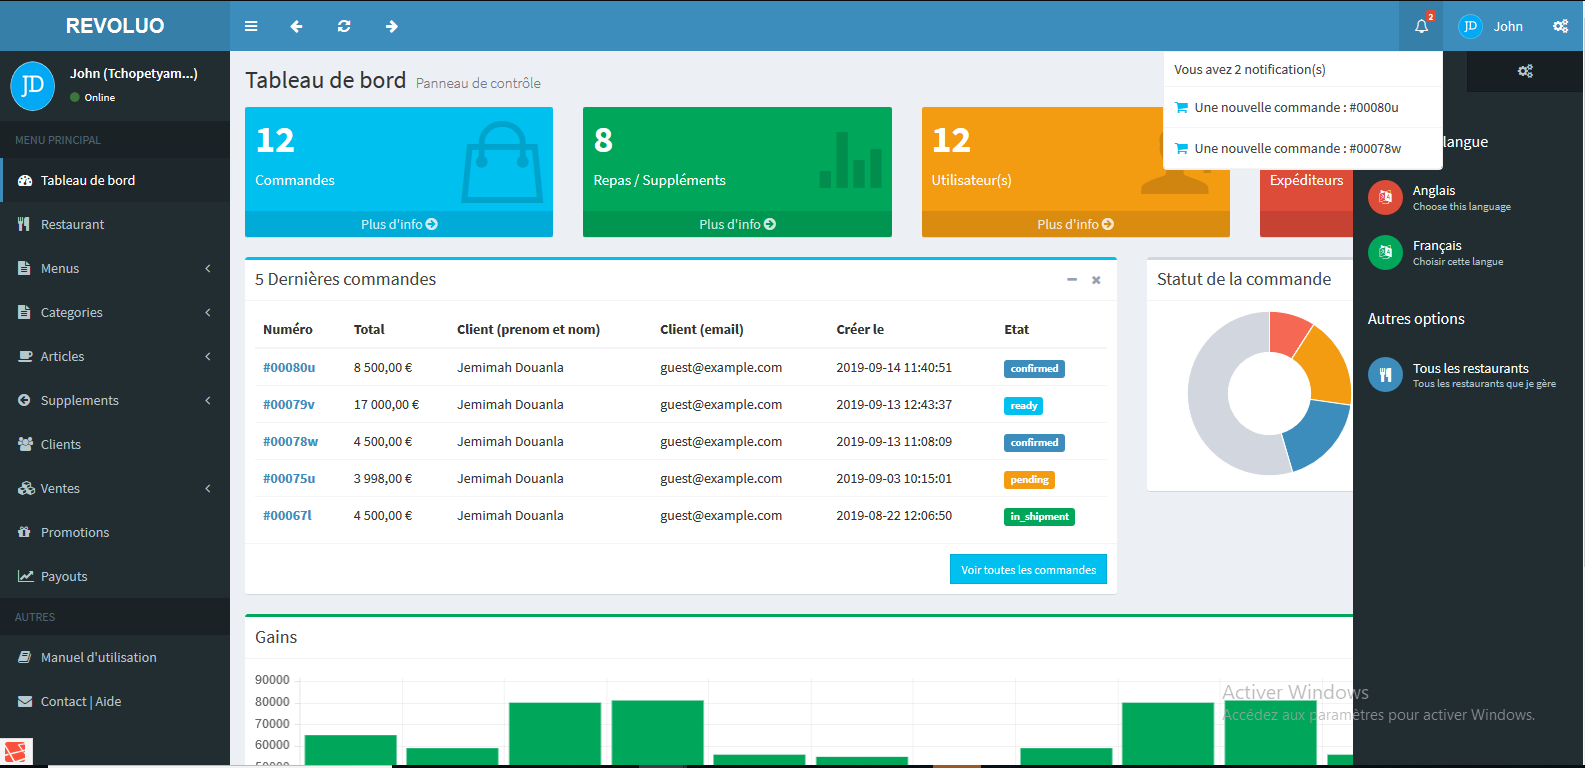 REVOLUO
2
JD John
JD
John (Tchopetyam...)
Online
MENU PRINCIPAL
Tableau de bord
Restaurant
Menus
Categories
Articles
Supplements
Clients
Ventes
Promotions
Payouts
AUTRES
Manuel d'utilisation
Contact | Aide
Tableau de bord Panneau de contrôle
12
Commandes
Plus d'info
8
Repas / Suppléments
Plus d'info
12
Utilisateur(s)
Plus d'info
Expéditeurs
Vous avez 2 notification(s)
Une nouvelle commande : #00080u
Une nouvelle commande : #00078w
5 Dernières commandes
Numéro Total Client (prenom et nom) Client (email) Créer le Etat
#00080u 8 500,00 € Jemimah Douanla guest@example.com 2019-09-14 11:40:51 confirmed
#00079v 17 000,00 € Jemimah Douanla guest@example.com 2019-09-13 12:43:37 ready
#00078w 4 500,00 € Jemimah Douanla guest@example.com 2019-09-13 11:08:09 confirmed
#00075u 3 998,00 € Jemimah Douanla guest@example.com 2019-09-03 10:15:01 pending
#00067l 4 500,00 € Jemimah Douanla guest@example.com 2019-08-22 12:06:50 in_shipment
Voir toutes les commandes
Statut de la commande
langue
Anglais
Choose this language
Français
Choisir cette langue
Autres options
Tous les restaurants
Tous les restaurants que je gère
Gains
90000
80000
70000
60000
50000
Activer Windows
Accédez aux paramètres pour activer Windows.